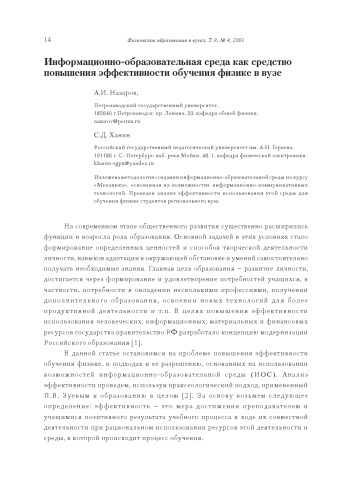 14
Физическое образование в вузах. Т. 9, № 4, 2003
Информационно-образовательная среда как средство
повышения эффективности обучения физике в вузе
А.И. Назаров,
Петрозаводский государственный университет.
185640 г.Петрозаводск, пр. Ленина, 33. кафедра общей физики.
nazarov@petrsu.ru
С.Д. Ханин
Российский государственный педагогический университет им. А.И. Герцена.
191186 г. С.-Петербург наб. реки Мойки, 48, 1. кафедра физической электроники.
khanin-rgpu@yandex.ru
Изложена методология создания информационно-образовательной среды по курсу
«Механика», основанная на возможностях информационно-коммуникативных
технологий. Проведен анализ эффективности использования этой среды для
обучения физике студентов регионального вуза.
На современном этапе общественного развития существенно расширились
функции и возросла роль образования. Основной задачей в этих условиях стало
формирование определенных ценностей и способов творческой деятельности
личности, навыков адаптации к окружающей обстановке и умений самостоятельно
получать необходимые знания. Главная цель образования – развитие личности,
достигается через формирование и удовлетворение потребностей учащихся, в
частности, потребности в овладении несколькими профессиями, получении
дополнительного образования, освоении новых технологий для более
продуктивной деятельности и т.п. В целях повышения эффективности
использования человеческих, информационных, материальных и финансовых
ресурсов государства правительство РФ разработало концепцию модернизации
Российского образования [1].
В данной статье остановимся на проблеме повышения эффективности
обучения физике, и подходах к ее разрешению, основанных на использовании
возможностей информационно-образовательной среды (ИОС). Анализ
эффективности проведем, используя праксеологический подход, примененный
П.В. Зуевым к образованию в целом [2]. За основу возьмем следующее
определение: эффективность – это мера достижения преподавателем и
учащимися позитивного результата учебного процесса в ходе их совместной
деятельности при рациональном использовании ресурсов этой деятельности и
среды, в которой происходит процесс обучения.